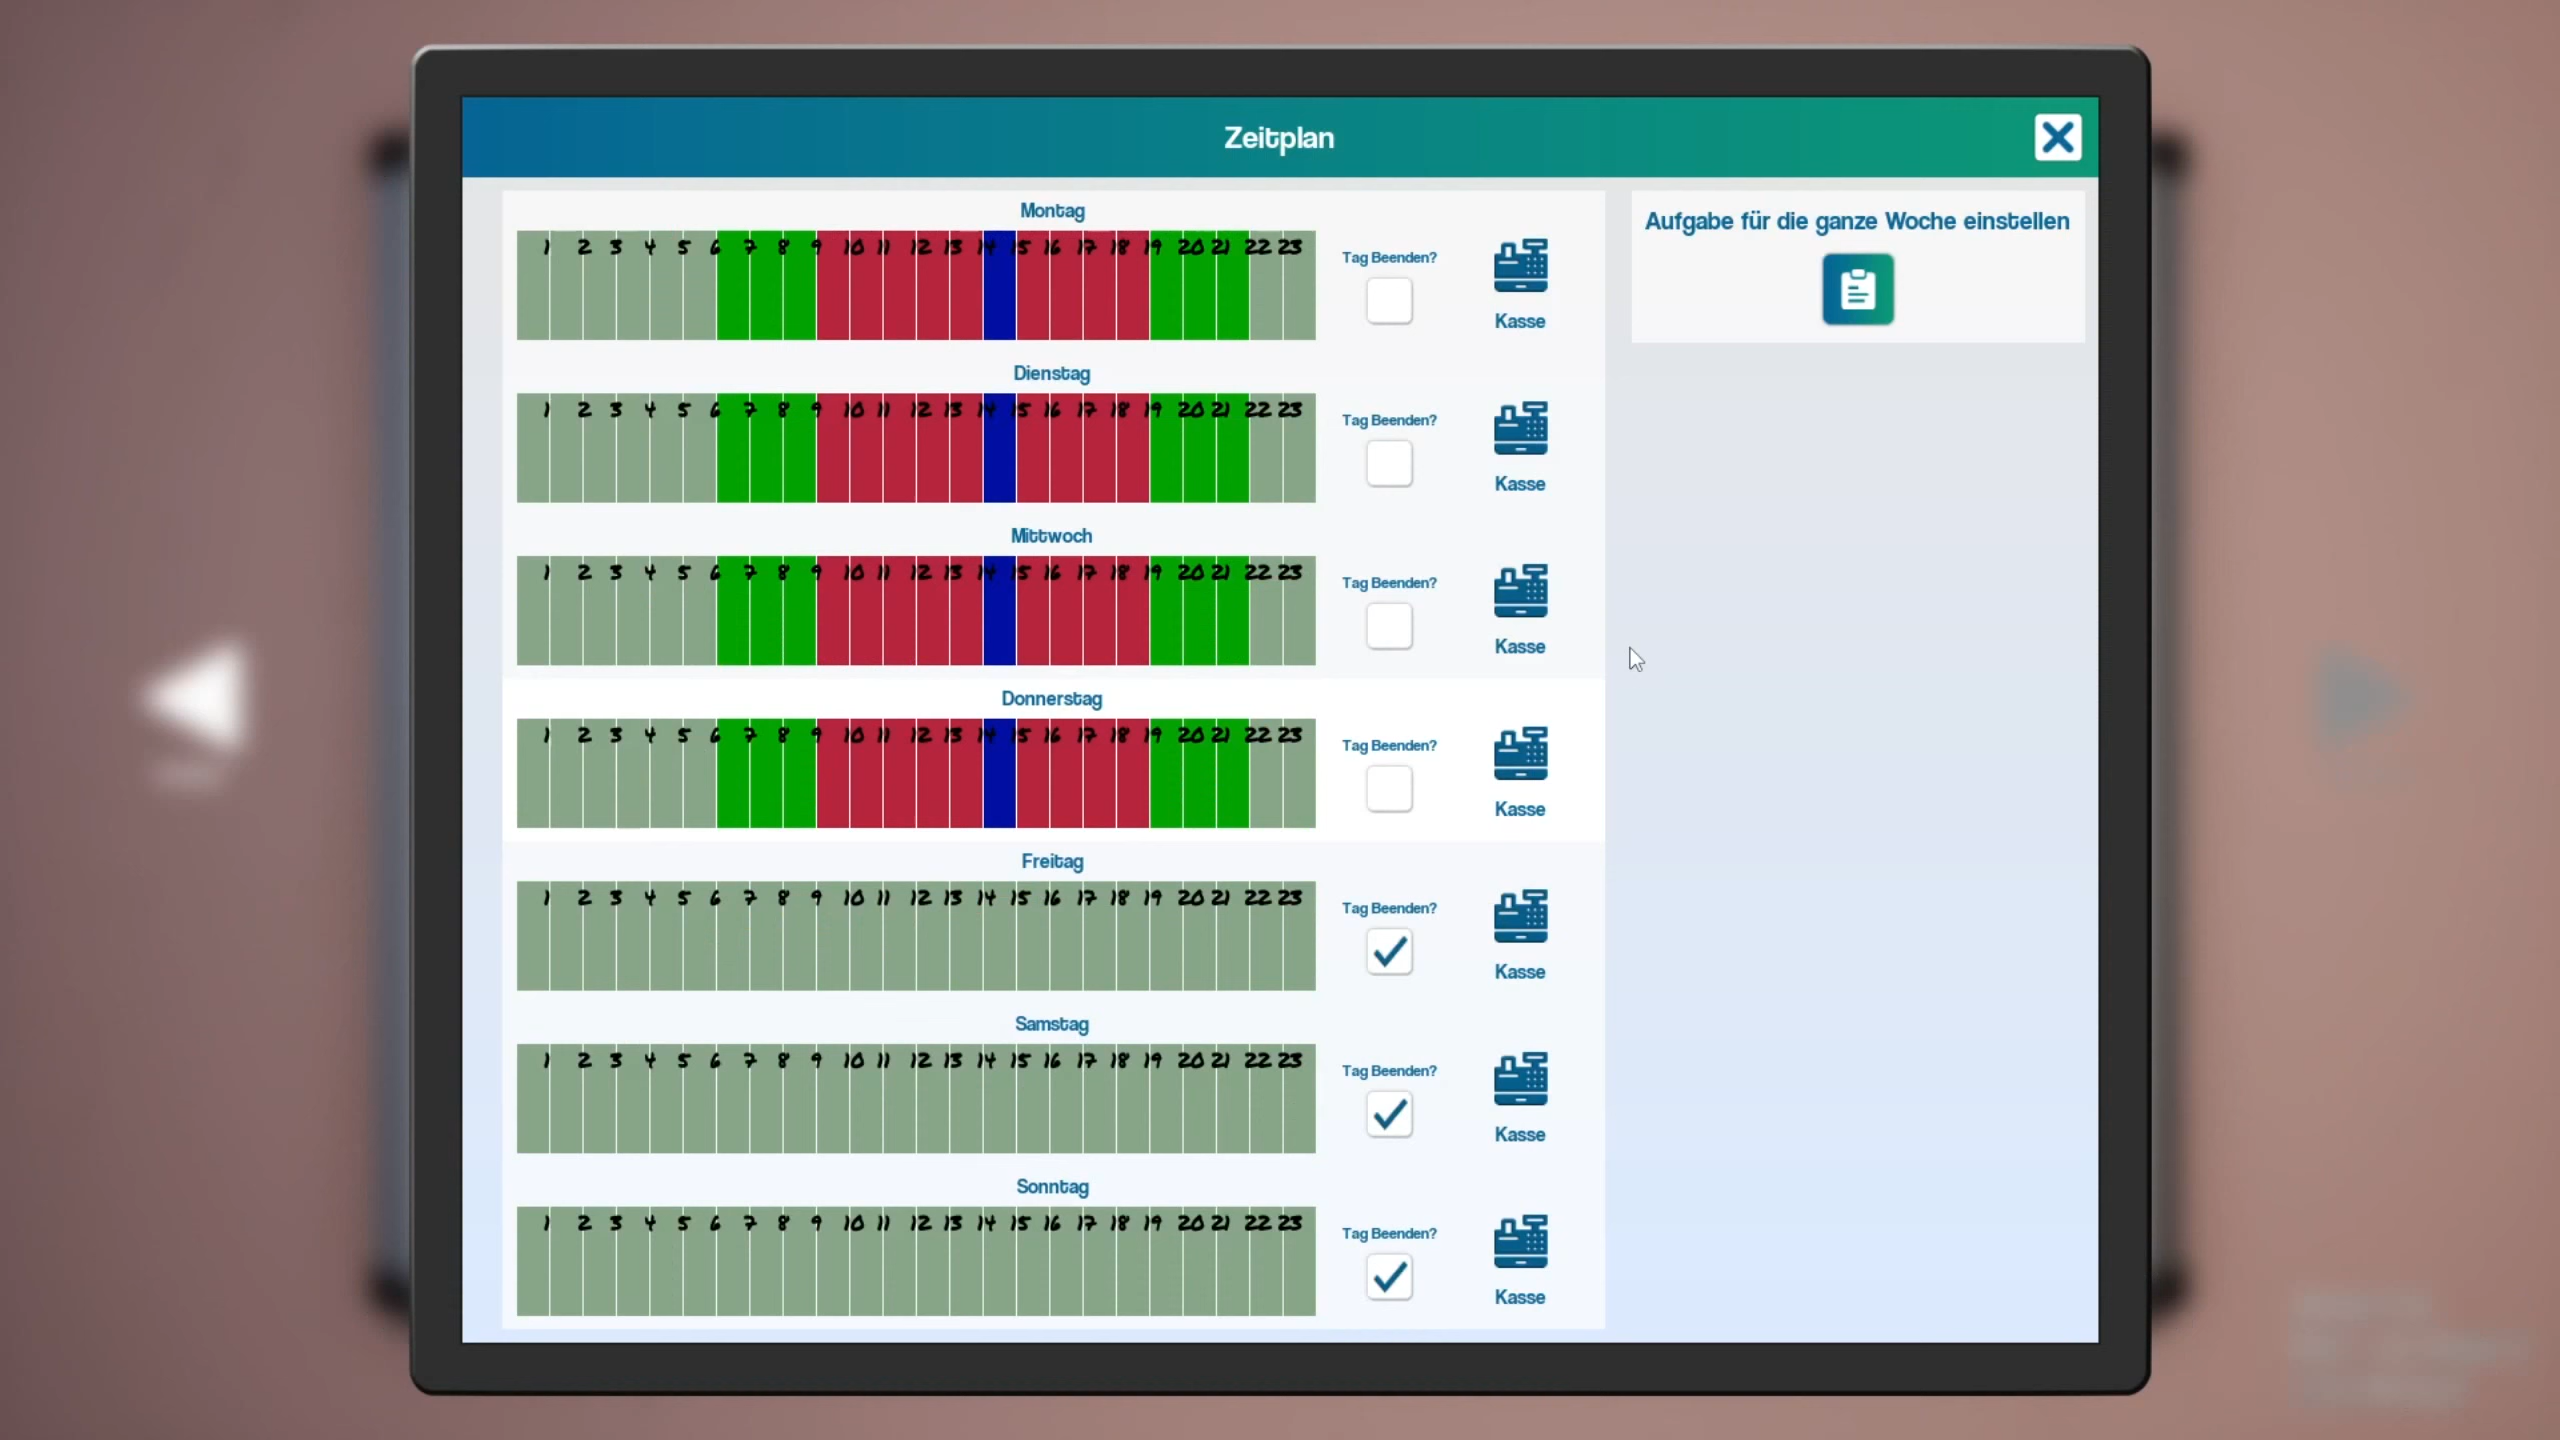 Zeitplan
Aufgabe für die ganze Woche einstellen
Montag
1 2 3 4 5 6 7 8 9 10 11 12 13 14 15 16 17 18 19 20 21 22 23
Tag Beenden?
Kasse
Dienstag
1 2 3 4 5 6 7 8 9 10 11 12 13 14 15 16 17 18 19 20 21 22 23
Tag Beenden?
Kasse
Mittwoch
1 2 3 4 5 6 7 8 9 10 11 12 13 14 15 16 17 18 19 20 21 22 23
Tag Beenden?
Kasse
Donnerstag
1 2 3 4 5 6 7 8 9 10 11 12 13 14 15 16 17 18 19 20 21 22 23
Tag Beenden?
Kasse
Freitag
1 2 3 4 5 6 7 8 9 10 11 12 13 14 15 16 17 18 19 20 21 22 23
Tag Beenden?
Kasse
Samstag
1 2 3 4 5 6 7 8 9 10 11 12 13 14 15 16 17 18 19 20 21 22 23
Tag Beenden?
Kasse
Sonntag
1 2 3 4 5 6 7 8 9 10 11 12 13 14 15 16 17 18 19 20 21 22 23
Tag Beenden?
Kasse